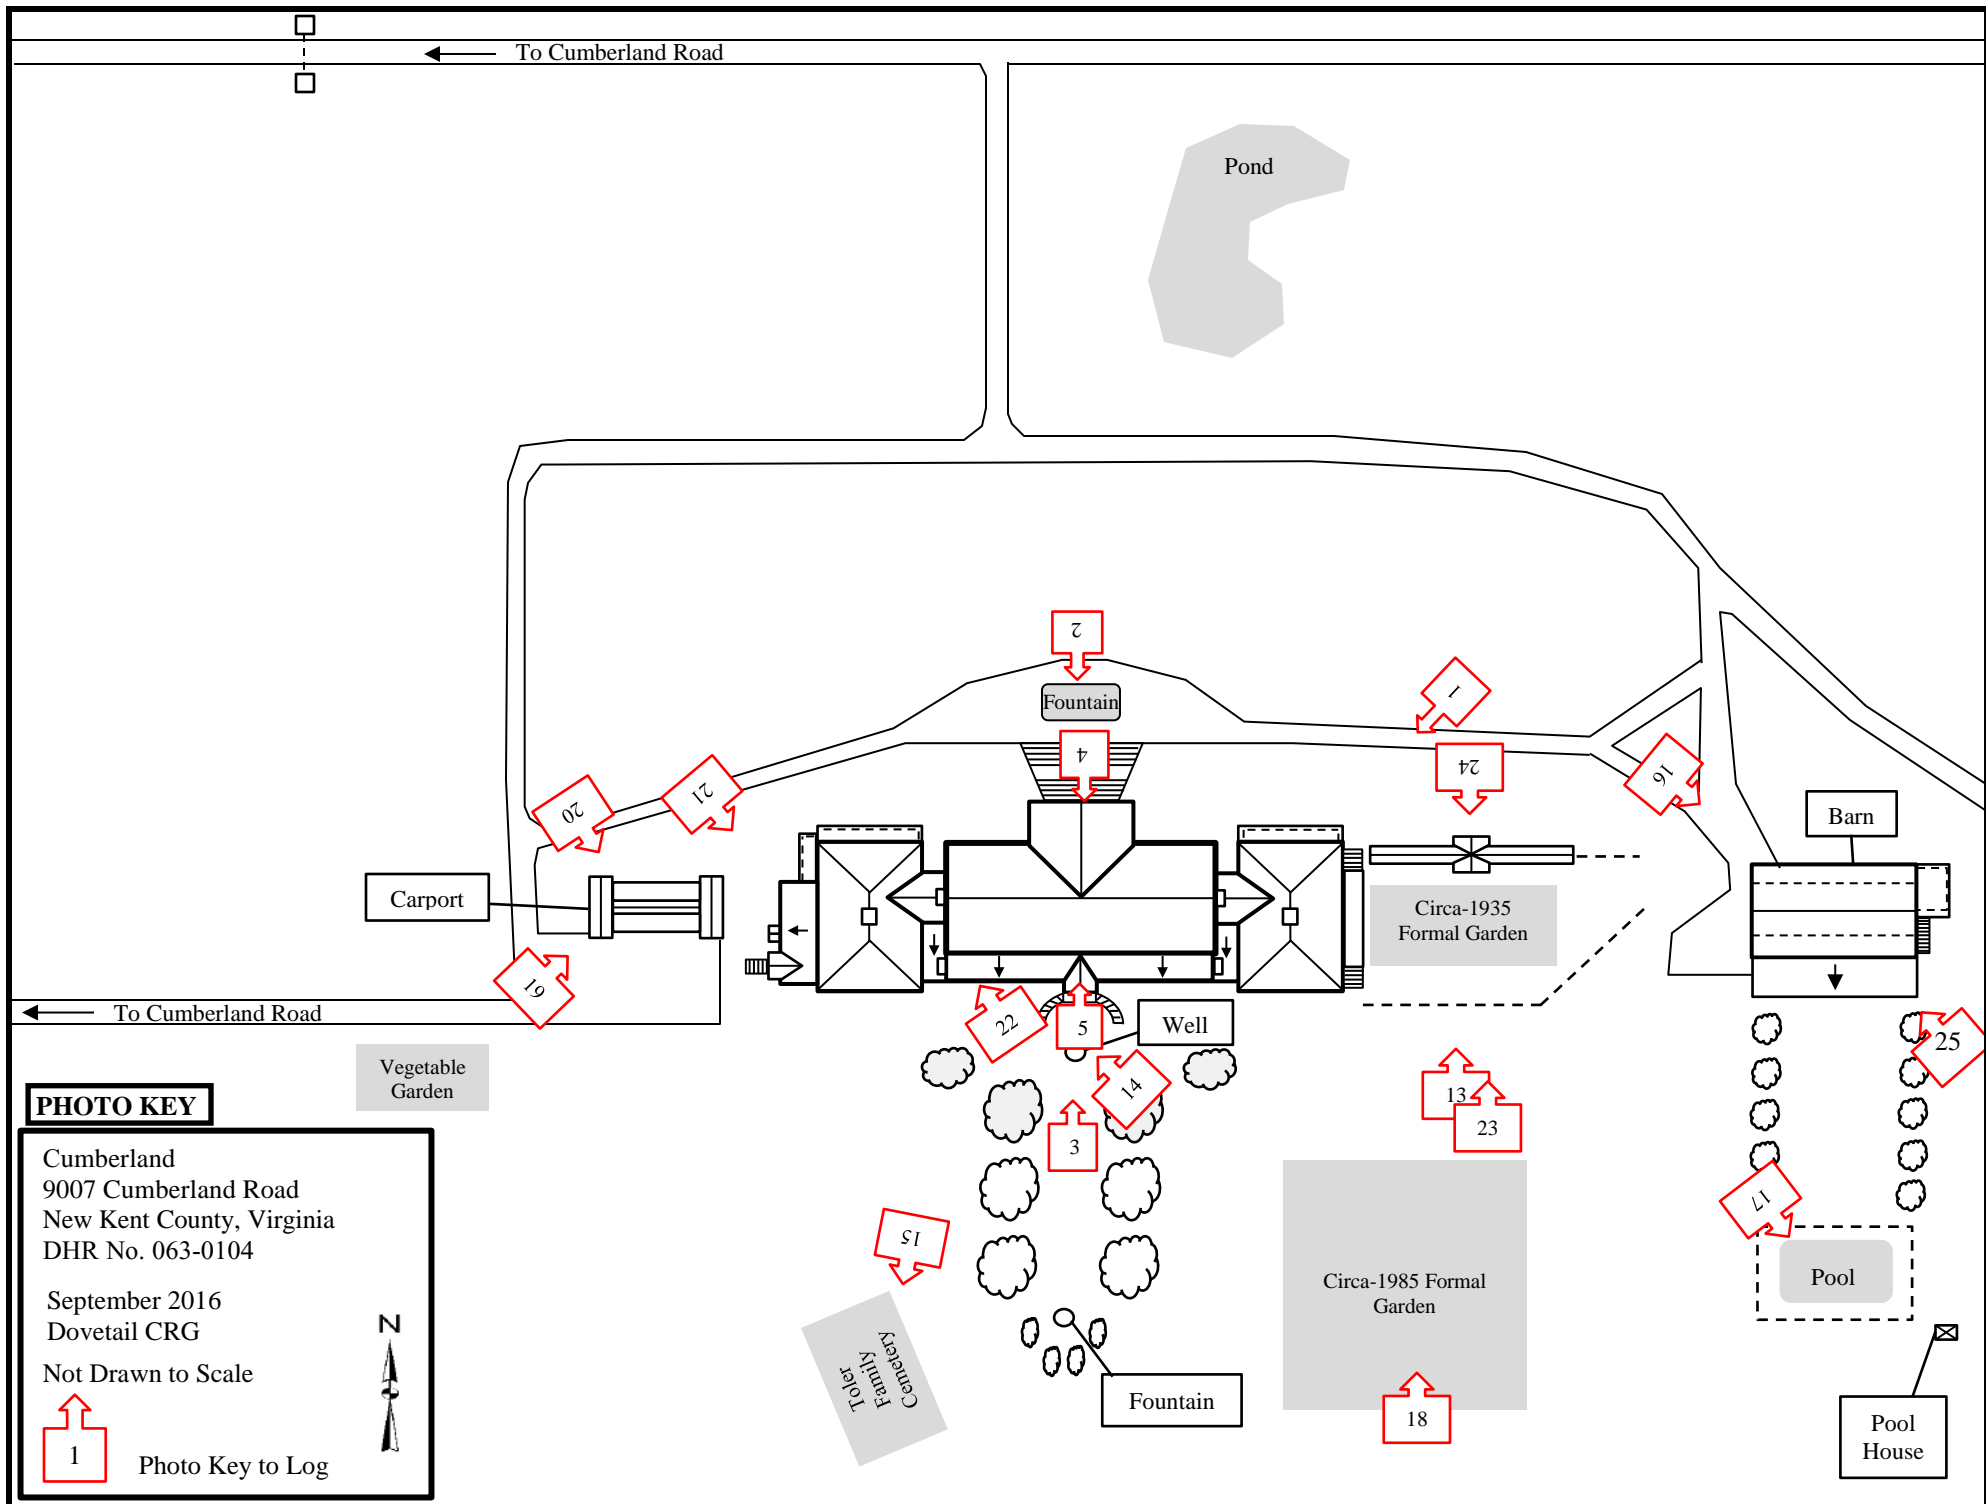 To Cumberland Road
Pond
2
Fountain
1
4
24
16
21
20
Barn
Carport
Circa-1935
Formal Garden
19
To Cumberland Road
22
5
Well
25
Vegetable
Garden
14
13
23
3
17
15
Circa-1985 Formal
Garden
Pool
Toler
Family
Cemetery
Fountain
18
Pool
House
PHOTO KEY
Cumberland
9007 Cumberland Road
New Kent County, Virginia
DHR No. 063-0104
September 2016
Dovetail CRG
N
Not Drawn to Scale
1
Photo Key to Log